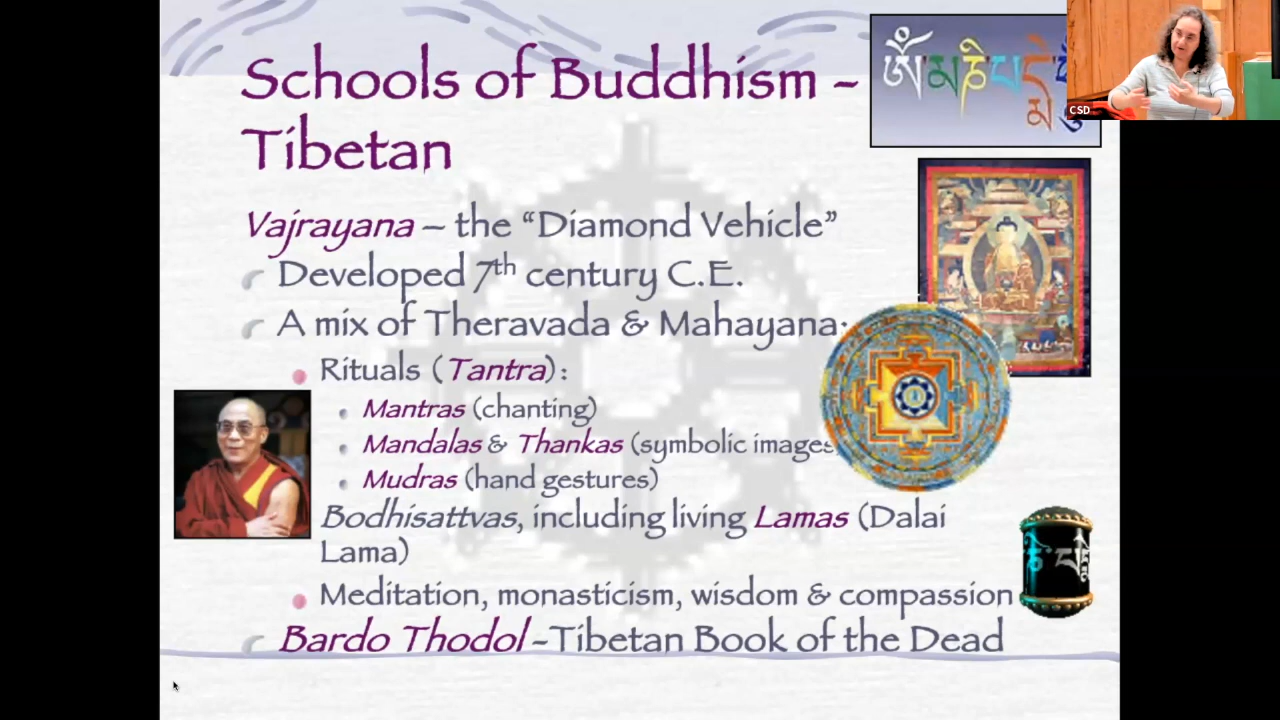 Schools of Buddhism -
Tibetan
ཨོཾ་མ་ཎི་པདྨེ
CSD
Vajrayana – the “Diamond Vehicle”
Developed 7th century C.E.
A mix of Theravada & Mahayana:
Rituals (Tantra):
Mantras (chanting)
Mandalas & Thankas (symbolic images
Mudras (hand gestures)
Bodhisattvas, including living Lamas (Dalai
Lama)
Meditation, monasticism, wisdom & compassion
Bardo Thodol -Tibetan Book of the Dead